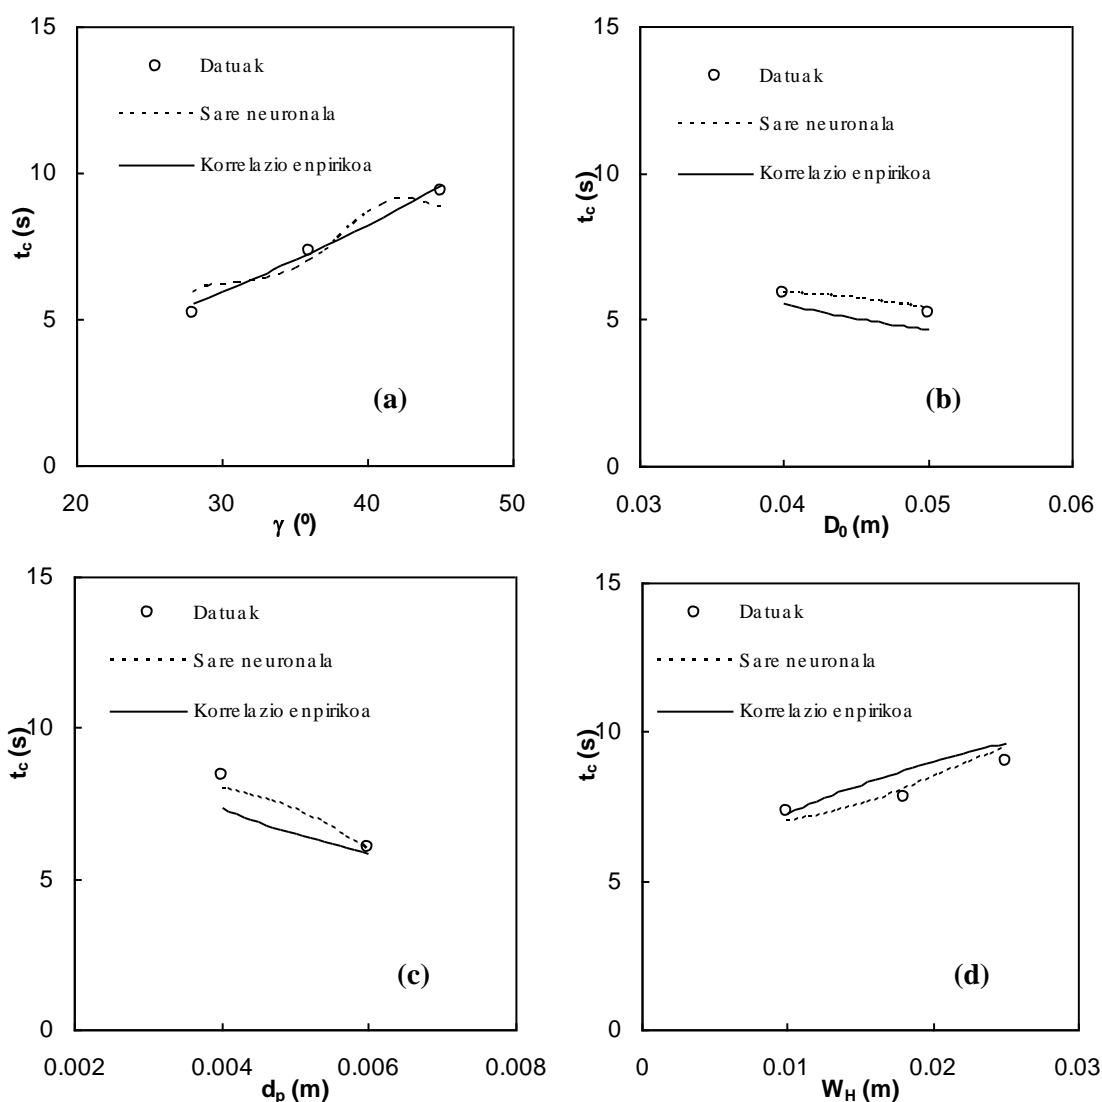 15
10
5
0
t_c (s)
Datuak
Sare neuronala
Korrelazio enpirikoa
(a)
20 30 40 50
γ (º)
15
10
5
0
t_c (s)
Datuak
Sare neuronala
Korrelazio enpirikoa
(b)
0.03 0.04 0.05 0.06
D_0 (m)
15
10
5
0
t_c (s)
Datuak
Sare neuronala
Korrelazio enpirikoa
(c)
0.002 0.004 0.006 0.008
d_p (m)
15
10
5
0
t_c (s)
Datuak
Sare neuronala
Korrelazio enpirikoa
(d)
0 0.01 0.02 0.03
W_H (m)